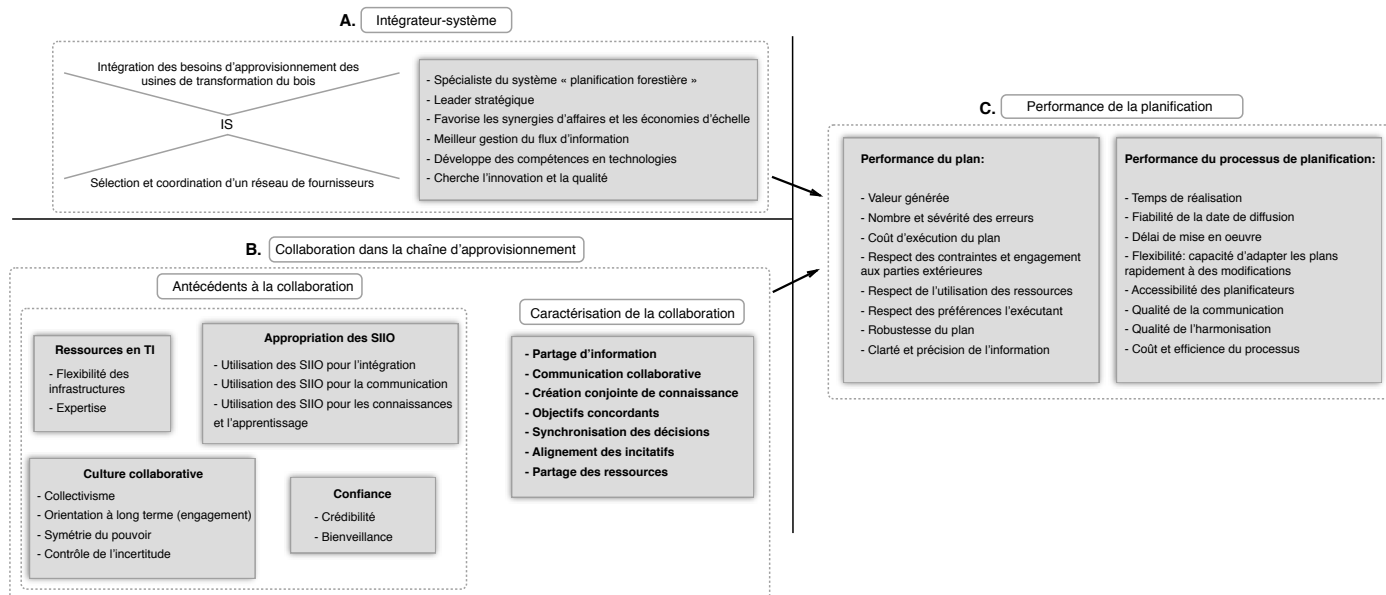 A. Intégrateur-système
Intégration des besoins d'approvisionnement des
usines de transformation du bois
IS
Sélection et coordination d'un réseau de fournisseurs
- Spécialiste du système « planification forestière »
- Leader stratégique
- Favorise les synergies d'affaires et les économies d'échelle
- Meilleur gestion du flux d'information
- Développe des compétences en technologies
- Cherche l'innovation et la qualité
B. Collaboration dans la chaîne d'approvisionnement
Antécédents à la collaboration
Ressources en TI
- Flexibilité des
infrastructures
- Expertise
Appropriation des SIIO
- Utilisation des SIIO pour l'intégration
- Utilisation des SIIO pour la communication
- Utilisation des SIIO pour les connaissances
et l'apprentissage
Culture collaborative
- Collectivisme
- Orientation à long terme (engagement)
- Symétrie du pouvoir
- Contrôle de l'incertitude
Confiance
- Crédibilité
- Bienveillance
Caractérisation de la collaboration
- Partage d'information
- Communication collaborative
- Création conjointe de connaissance
- Objectifs concordants
- Synchronisation des décisions
- Alignement des incitatifs
- Partage des ressources
C. Performance de la planification
Performance du plan:
- Valeur générée
- Nombre et sévérité des erreurs
- Coût d'exécution du plan
- Respect des contraintes et engagement
aux parties extérieures
- Respect de l'utilisation des ressources
- Respect des préférences l'exécutant
- Robustesse du plan
- Clarté et précision de l'information
Performance du processus de planification:
- Temps de réalisation
- Fiabilité de la date de diffusion
- Délai de mise en oeuvre
- Flexibilité: capacité d'adapter les plans
rapidement à des modifications
- Accessibilité des planificateurs
- Qualité de la communication
- Qualité de l'harmonisation
- Coût et efficience du processus